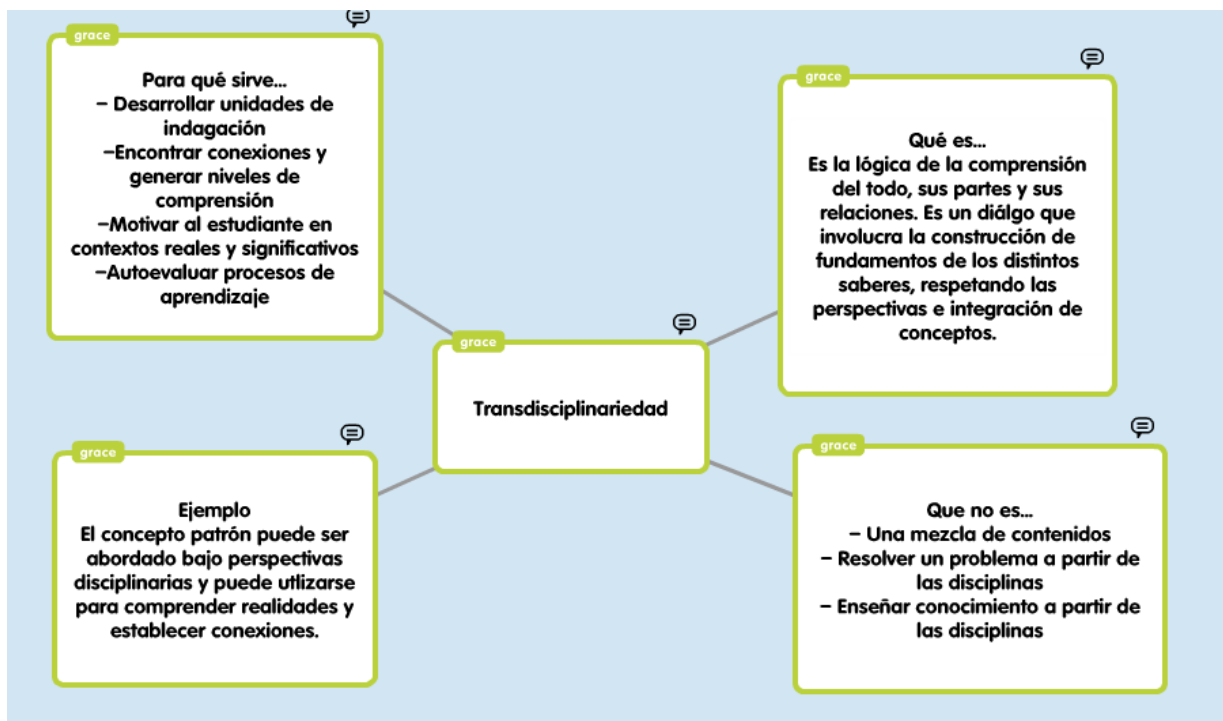 grace
Para qué sirve...
– Desarrollar unidades de
indagación
–Encontrar conexiones y
generar niveles de
comprensión
–Motivar al estudiante en
contextos reales y significativos
–Autoevaluar procesos de
aprendizaje
grace
Qué es...
Es la lógica de la comprensión
del todo, sus partes y sus
relaciones. Es un diálgo que
involucra la construcción de
fundamentos de los distintos
saberes, respetando las
perspectivas e integración de
conceptos.
grace
Transdisciplinariedad
grace
Ejemplo
El concepto patrón puede ser
abordado bajo perspectivas
disciplinarias y puede utlizarse
para comprender realidades y
establecer conexiones.
grace
Que no es...
– Una mezcla de contenidos
– Resolver un problema a partir de
las disciplinas
– Enseñar conocimiento a partir de
las disciplinas